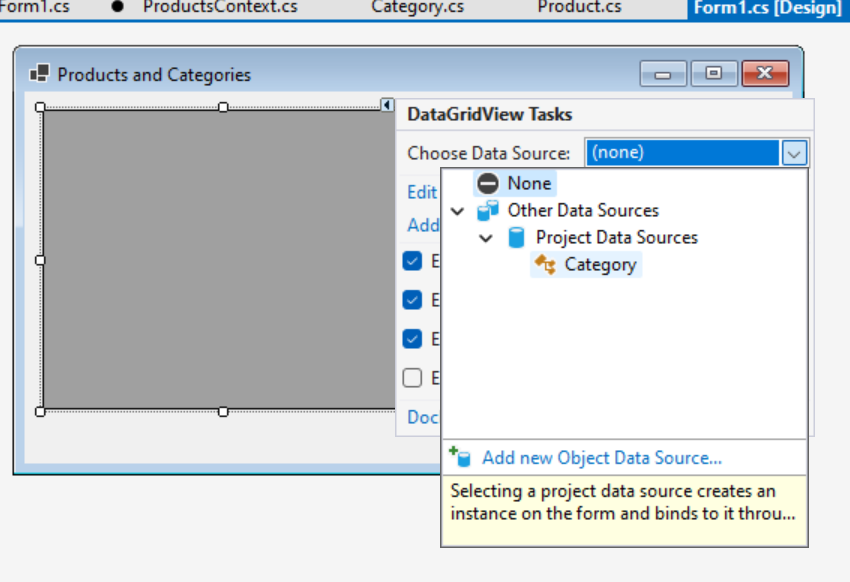 Form1.cs ProductsContext.cs Category.cs Product.cs Form1.cs [Design]
Products and Categories
DataGridView Tasks
Choose Data Source: (none)
None
Edit
Other Data Sources
Add
Project Data Sources
E
Category
E
E
E
Doc
Add new Object Data Source...
Selecting a project data source creates an
instance on the form and binds to it throu...